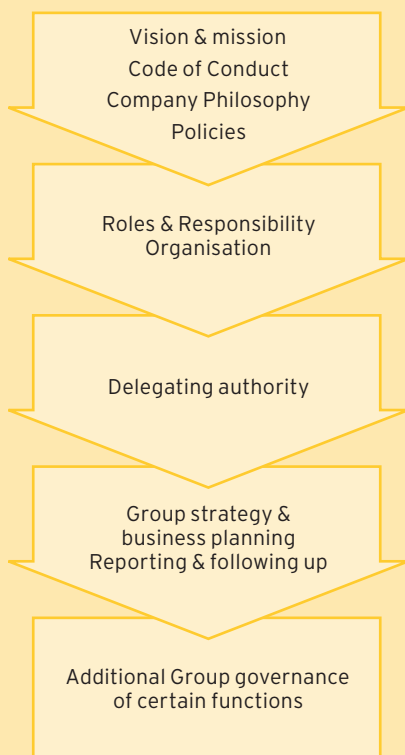 Vision & mission
Code of Conduct
Company Philosophy
Policies
Roles & Responsibility
Organisation
Delegating authority
Group strategy &
business planning
Reporting & following up
Additional Group governance
of certain functions